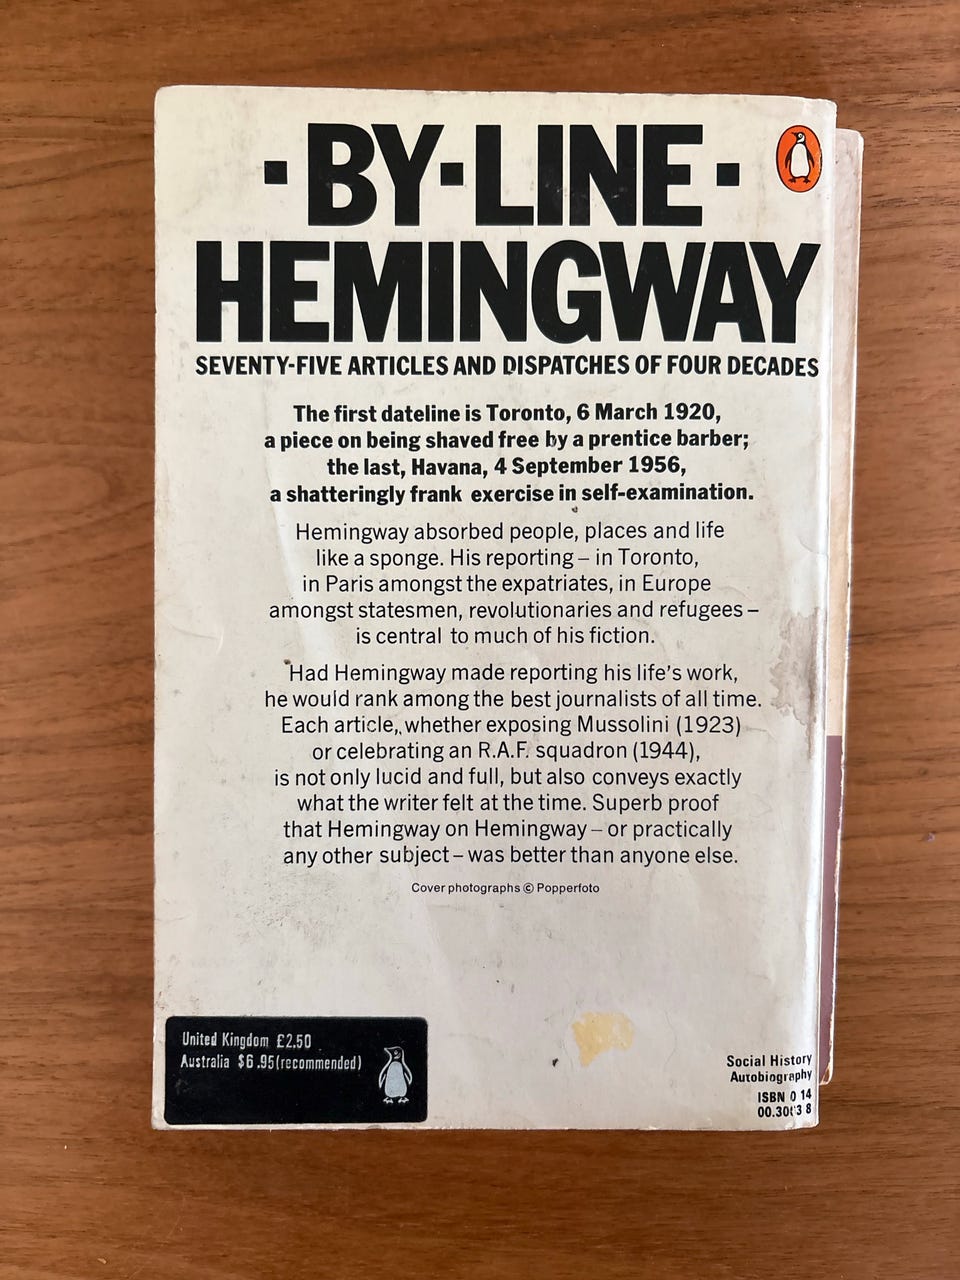 ·BY·LINE·
HEMINGWAY
SEVENTY-FIVE ARTICLES AND DISPATCHES OF FOUR DECADES
The first dateline is Toronto, 6 March 1920,
a piece on being shaved free by a prentice barber;
the last, Havana, 4 September 1956,
a shatteringly frank exercise in self-examination.
Hemingway absorbed people, places and life
like a sponge. His reporting – in Toronto,
in Paris amongst the expatriates, in Europe
amongst statesmen, revolutionaries and refugees –
is central to much of his fiction.
Had Hemingway made reporting his life's work,
he would rank among the best journalists of all time.
Each article, whether exposing Mussolini (1923)
or celebrating an R.A.F. squadron (1944),
is not only lucid and full, but also conveys exactly
what the writer felt at the time. Superb proof
that Hemingway on Hemingway – or practically
any other subject – was better than anyone else.
Cover photographs © Popperfoto
United Kingdom £2.50
Australia $6.95(recommended)
Social History
Autobiography
ISBN 0 14